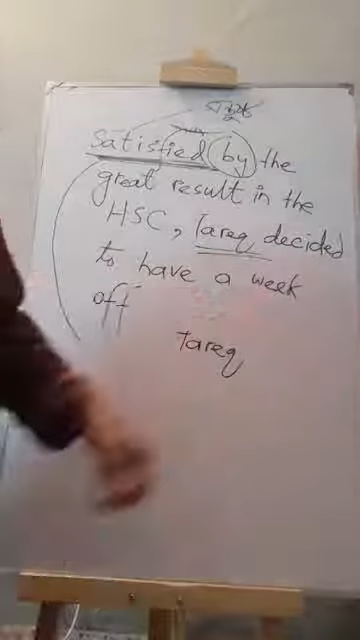 Satisfied by the
great result in the
HSC, Tareq decided
to have a week
off
Tareq